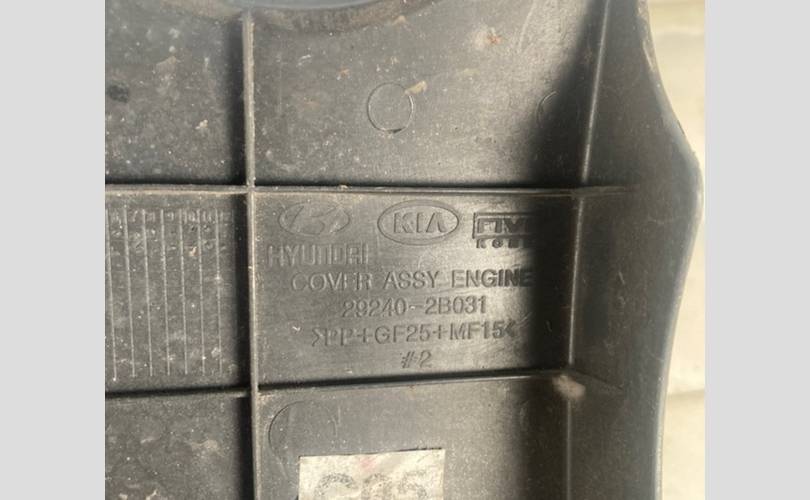 KIA
HYUNDAI
COVER ASSY ENGINE
29240-2B031
>PP+GF25+MF15<
#2